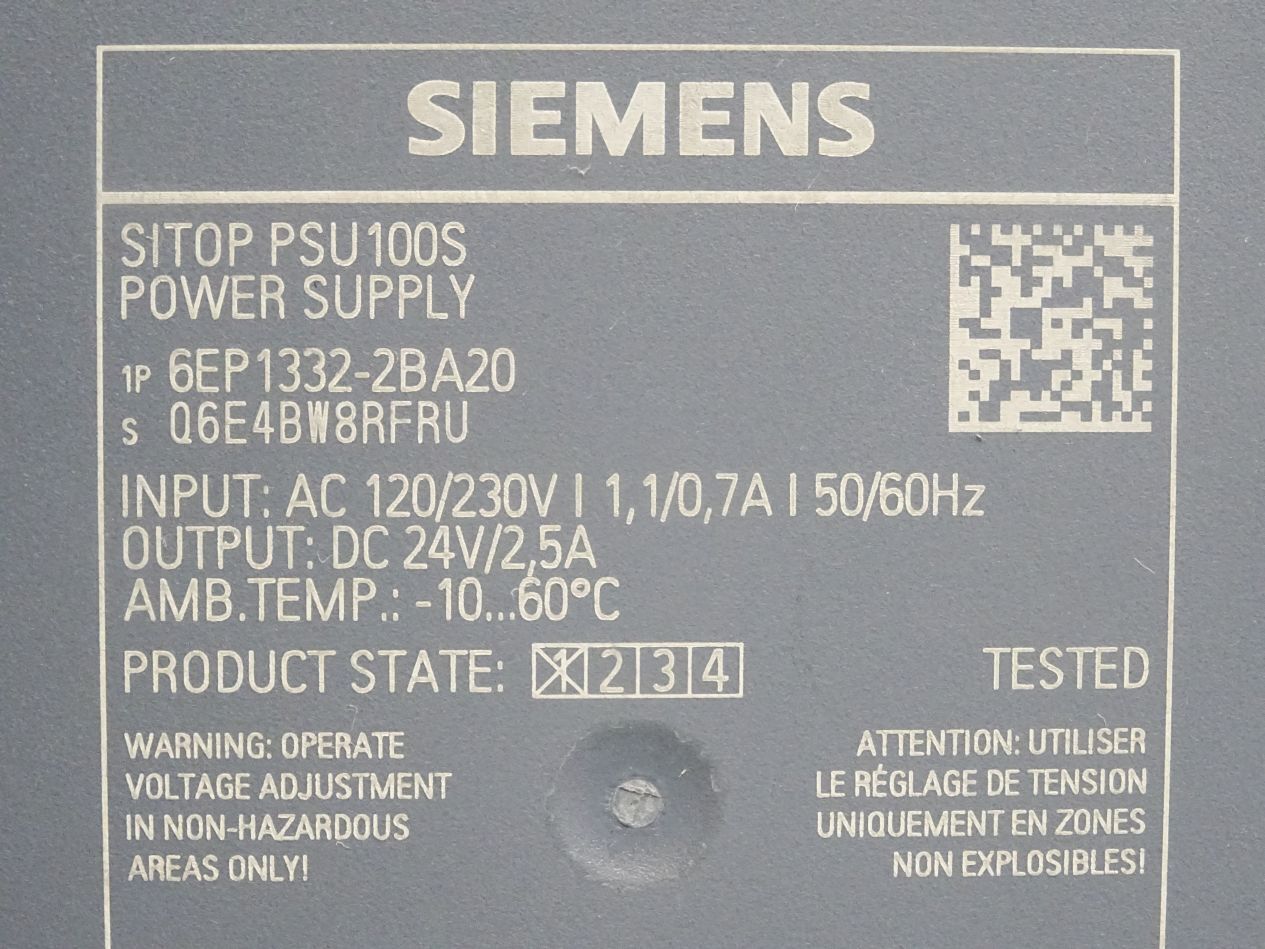 SIEMENS
SITOP PSU100S
POWER SUPPLY
1P 6EP1332-2BA20
S Q6E4BW8RFRU
INPUT: AC 120/230V | 1,1/0,7A | 50/60Hz
OUTPUT: DC 24V/2,5A
AMB.TEMP.: -10...60°C
PRODUCT STATE: 1 2 3 4 TESTED
WARNING: OPERATE
VOLTAGE ADJUSTMENT
IN NON-HAZARDOUS
AREAS ONLY!
ATTENTION: UTILISER
LE RÉGLAGE DE TENSION
UNIQUEMENT EN ZONES
NON EXPLOSIBLES!